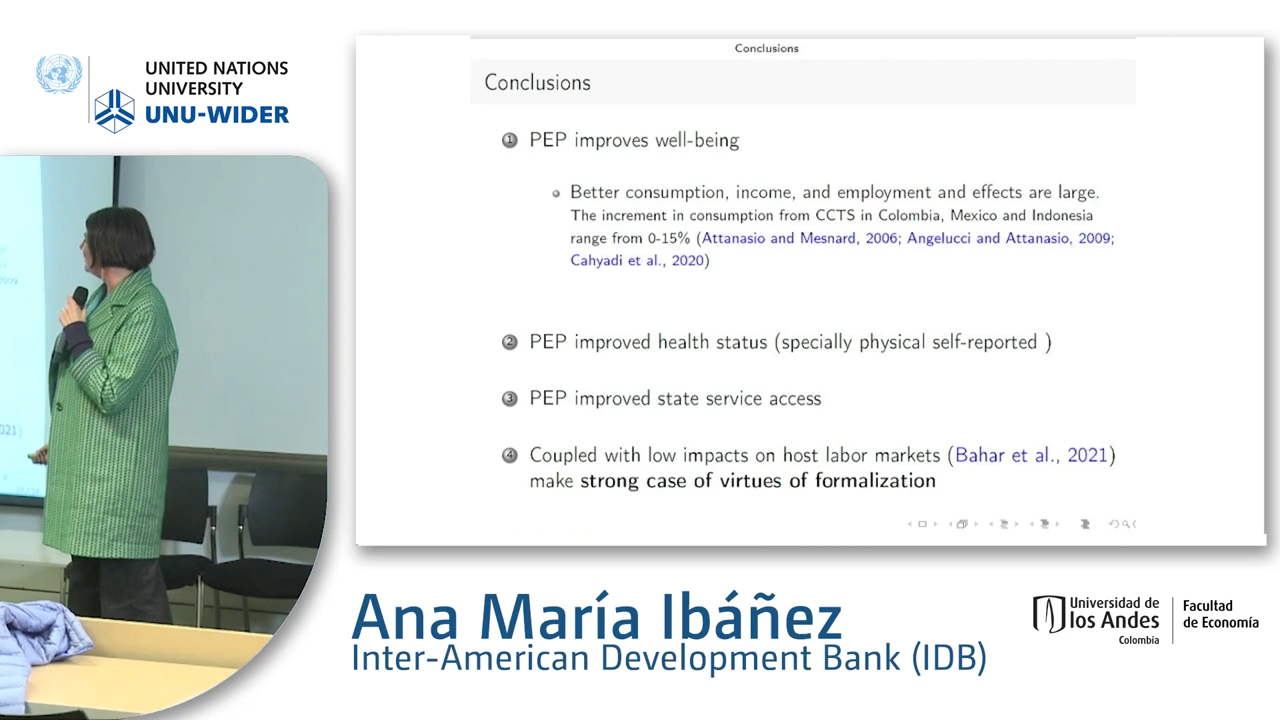 UNITED NATIONS
UNIVERSITY
UNU-WIDER
Conclusions
Conclusions
1 PEP improves well-being
Better consumption, income, and employment and effects are large.
The increment in consumption from CCTS in Colombia, Mexico and Indonesia
range from 0-15% (Attanasio and Mesnard, 2006; Angelucci and Attanasio, 2009;
Cahyadi et al., 2020)
2 PEP improved health status (specially physical self-reported )
3 PEP improved state service access
4 Coupled with low impacts on host labor markets (Bahar et al., 2021)
make strong case of virtues of formalization
021)
Ana María Ibáñez
Inter-American Development Bank (IDB)
Universidad de
los Andes
Colombia
Facultad
de Economía